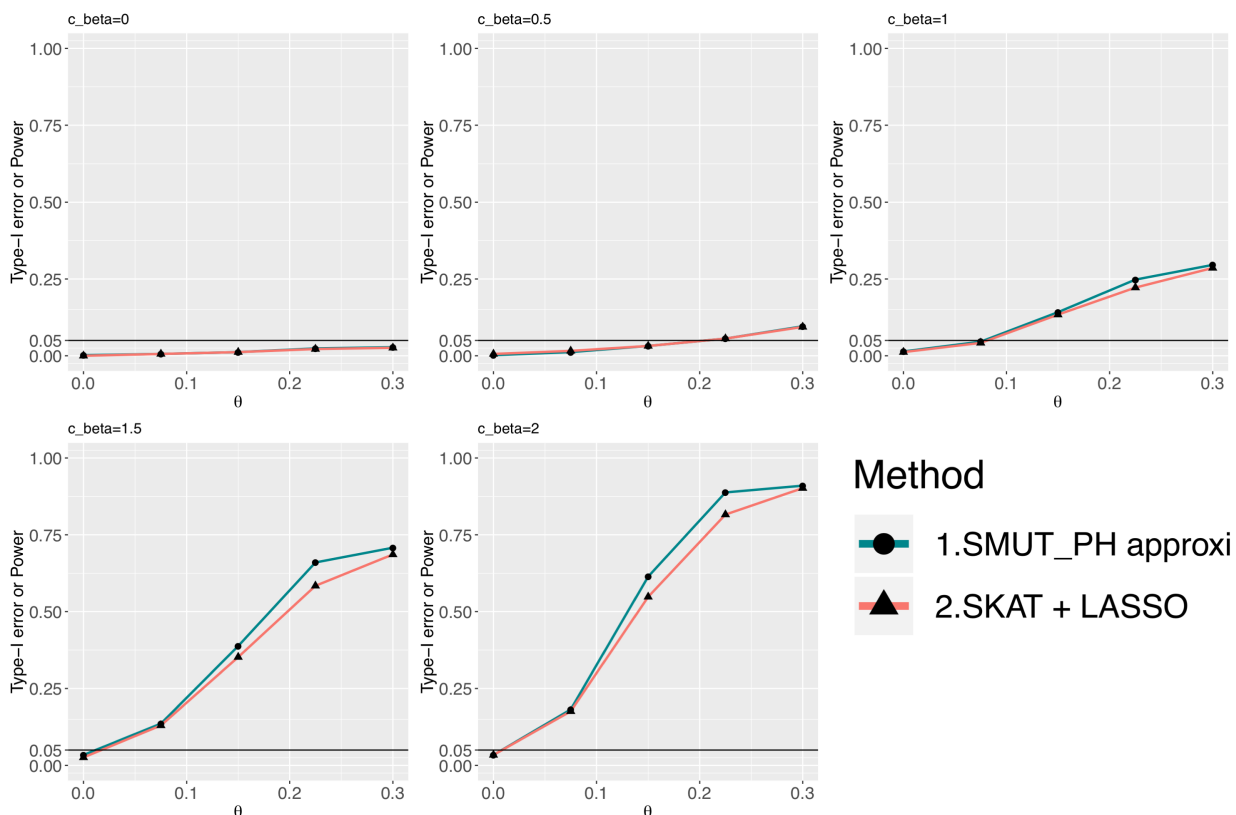 c_beta=0
Type−I error or Power
1.00
0.75
0.50
0.25
0.05
0.00
0.0 0.1 0.2 0.3
θ
c_beta=0.5
Type−I error or Power
1.00
0.75
0.50
0.25
0.05
0.00
0.0 0.1 0.2 0.3
θ
c_beta=1
Type−I error or Power
1.00
0.75
0.50
0.25
0.05
0.00
0.0 0.1 0.2 0.3
θ
c_beta=1.5
Type−I error or Power
1.00
0.75
0.50
0.25
0.05
0.00
0.0 0.1 0.2 0.3
θ
c_beta=2
Type−I error or Power
1.00
0.75
0.50
0.25
0.05
0.00
0.0 0.1 0.2 0.3
θ
Method
1.SMUT_PH approxi
2.SKAT + LASSO